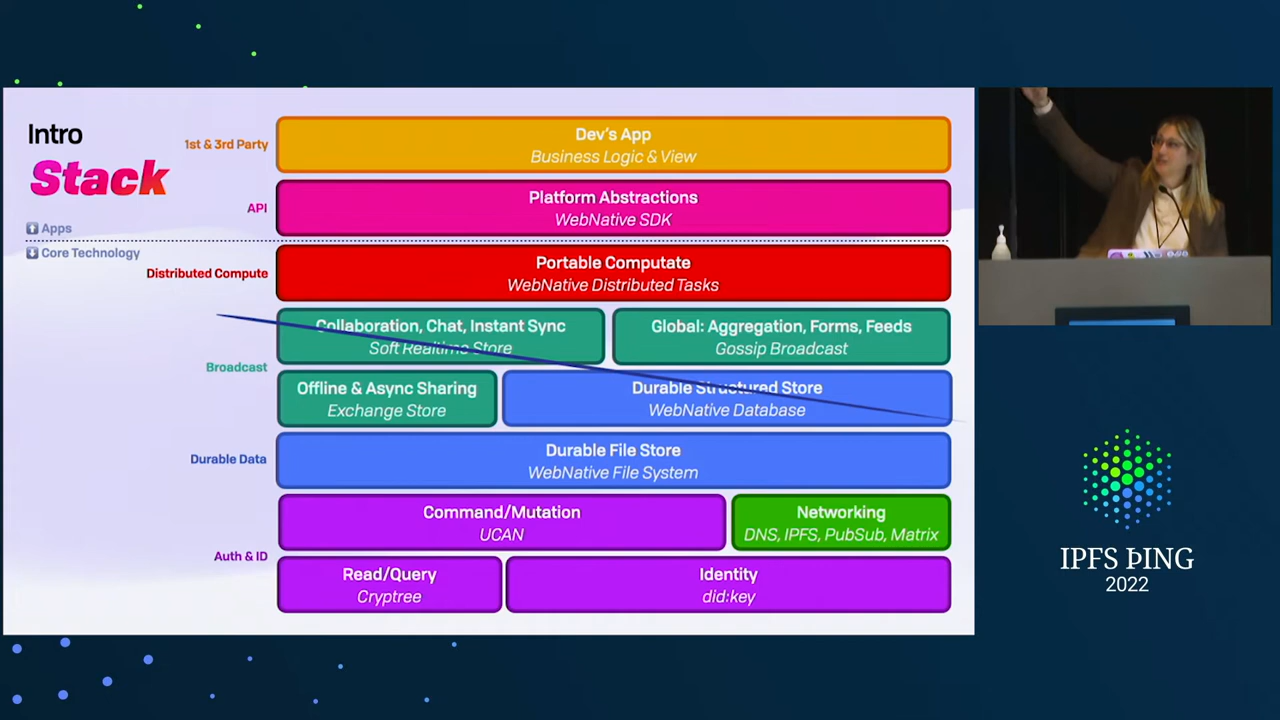 Intro
Stack
1st & 3rd Party
Dev's App
Business Logic & View
API
Platform Abstractions
WebNative SDK
Apps
Core Technology
Distributed Compute
Portable Computate
WebNative Distributed Tasks
Broadcast
Collaboration, Chat, Instant Sync
Soft Realtime Store
Global: Aggregation, Forms, Feeds
Gossip Broadcast
Offline & Async Sharing
Exchange Store
Durable Structured Store
WebNative Database
Durable Data
Durable File Store
WebNative File System
Auth & ID
Command/Mutation
UCAN
Networking
DNS, IPFS, PubSub, Matrix
Read/Query
Cryptree
Identity
did:key
IPFS ÞING
2022